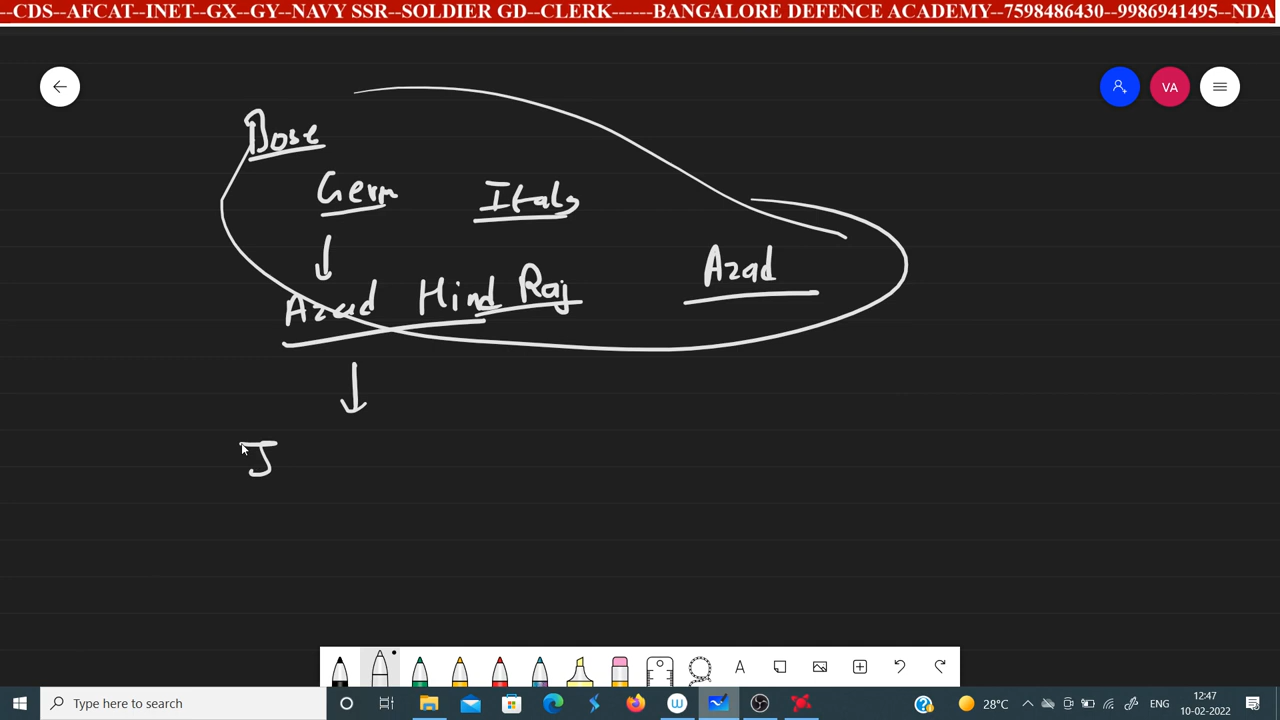 --CDS--AFCAT--INET--GX--GY--NAVY SSR--SOLDIER GD--CLERK------BANGALORE DEFENCE ACADEMY--7598486430--9986941495--NDA
VA
Bose
Germ Italy
Azad Hind Raj Azad
J
A
Type here to search
28°C
ENG
12:47
10-02-2022